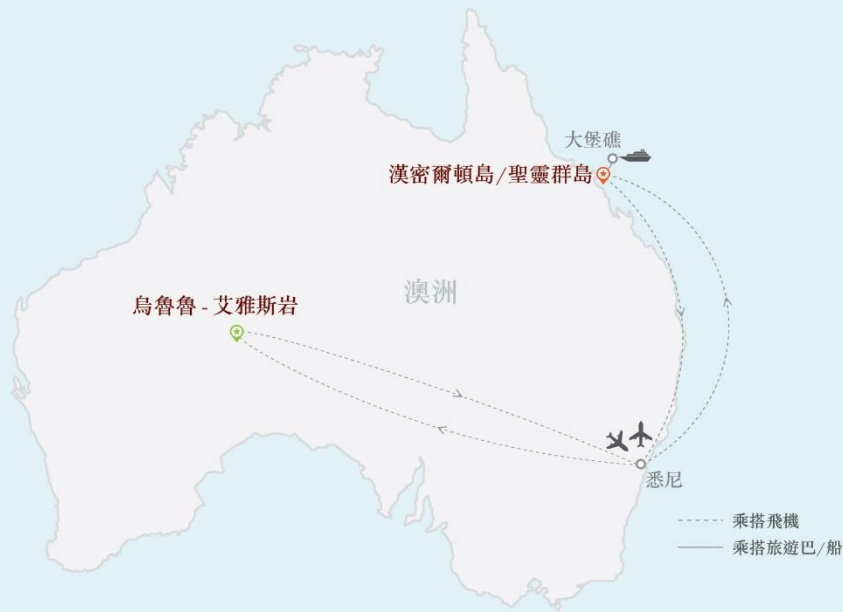 大堡礁
漢密爾頓島/聖靈群島
澳洲
烏魯魯 - 艾雅斯岩
悉尼
乘搭飛機
乘搭旅遊巴/船